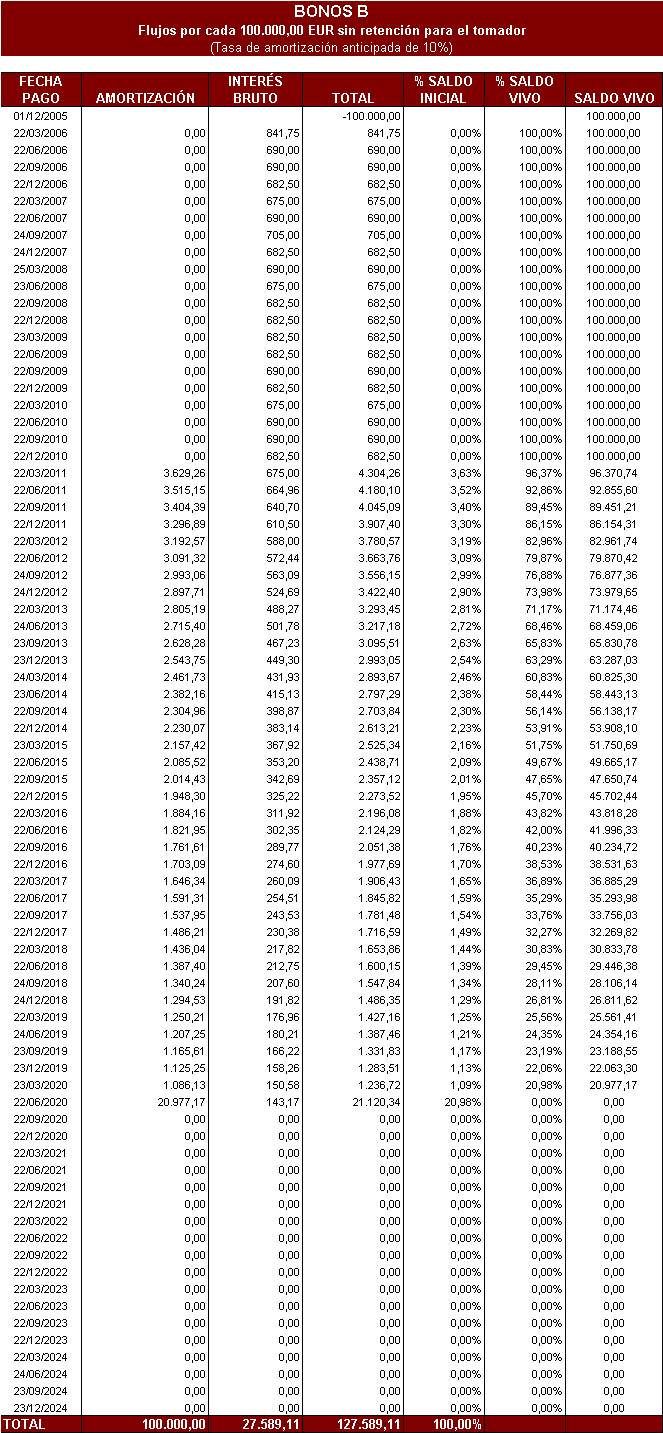 BONOS B
Flujos por cada 100.000,00 EUR sin retención para el tomador
(Tasa de amortización anticipada de 10%)
FECHA PAGO AMORTIZACIÓN INTERÉS BRUTO TOTAL % SALDO INICIAL % SALDO VIVO SALDO VIVO
01/12/2005 -100.000,00 100.000,00
22/03/2006 0,00 841,75 841,75 0,00% 100,00% 100.000,00
22/06/2006 0,00 690,00 690,00 0,00% 100,00% 100.000,00
22/09/2006 0,00 690,00 690,00 0,00% 100,00% 100.000,00
22/12/2006 0,00 682,50 682,50 0,00% 100,00% 100.000,00
22/03/2007 0,00 675,00 675,00 0,00% 100,00% 100.000,00
22/06/2007 0,00 690,00 690,00 0,00% 100,00% 100.000,00
24/09/2007 0,00 705,00 705,00 0,00% 100,00% 100.000,00
24/12/2007 0,00 682,50 682,50 0,00% 100,00% 100.000,00
25/03/2008 0,00 690,00 690,00 0,00% 100,00% 100.000,00
23/06/2008 0,00 675,00 675,00 0,00% 100,00% 100.000,00
22/09/2008 0,00 682,50 682,50 0,00% 100,00% 100.000,00
22/12/2008 0,00 682,50 682,50 0,00% 100,00% 100.000,00
23/03/2009 0,00 682,50 682,50 0,00% 100,00% 100.000,00
22/06/2009 0,00 682,50 682,50 0,00% 100,00% 100.000,00
22/09/2009 0,00 690,00 690,00 0,00% 100,00% 100.000,00
22/12/2009 0,00 682,50 682,50 0,00% 100,00% 100.000,00
22/03/2010 0,00 675,00 675,00 0,00% 100,00% 100.000,00
22/06/2010 0,00 690,00 690,00 0,00% 100,00% 100.000,00
22/09/2010 0,00 690,00 690,00 0,00% 100,00% 100.000,00
22/12/2010 0,00 682,50 682,50 0,00% 100,00% 100.000,00
22/03/2011 3.629,26 675,00 4.304,26 3,63% 96,37% 96.370,74
22/06/2011 3.515,15 664,96 4.180,10 3,52% 92,86% 92.855,60
22/09/2011 3.404,39 640,70 4.045,09 3,40% 89,45% 89.451,21
22/12/2011 3.296,89 610,50 3.907,40 3,30% 86,15% 86.154,31
22/03/2012 3.192,57 588,00 3.780,57 3,19% 82,96% 82.961,74
22/06/2012 3.091,32 572,44 3.663,76 3,09% 79,87% 79.870,42
24/09/2012 2.993,06 563,09 3.556,15 2,99% 76,88% 76.877,36
24/12/2012 2.897,71 524,69 3.422,40 2,90% 73,98% 73.979,65
22/03/2013 2.805,19 488,27 3.293,45 2,81% 71,17% 71.174,46
24/06/2013 2.715,40 501,78 3.217,18 2,72% 68,46% 68.459,06
23/09/2013 2.628,28 467,23 3.095,51 2,63% 65,83% 65.830,78
23/12/2013 2.543,75 449,30 2.993,05 2,54% 63,29% 63.287,03
24/03/2014 2.461,73 431,93 2.893,67 2,46% 60,83% 60.825,30
23/06/2014 2.382,16 415,13 2.797,29 2,38% 58,44% 58.443,13
22/09/2014 2.304,96 398,87 2.703,84 2,30% 56,14% 56.138,17
22/12/2014 2.230,07 383,14 2.613,21 2,23% 53,91% 53.908,10
23/03/2015 2.157,42 367,92 2.525,34 2,16% 51,75% 51.750,69
22/06/2015 2.085,52 353,20 2.438,71 2,09% 49,67% 49.665,17
22/09/2015 2.014,43 342,69 2.357,12 2,01% 47,65% 47.650,74
22/12/2015 1.948,30 325,22 2.273,52 1,95% 45,70% 45.702,44
22/03/2016 1.884,16 311,92 2.196,08 1,88% 43,82% 43.818,28
22/06/2016 1.821,95 302,35 2.124,29 1,82% 42,00% 41.996,33
22/09/2016 1.761,61 289,77 2.051,38 1,76% 40,23% 40.234,72
22/12/2016 1.703,09 274,60 1.977,69 1,70% 38,53% 38.531,63
22/03/2017 1.646,34 260,09 1.906,43 1,65% 36,89% 36.885,29
22/06/2017 1.591,31 254,51 1.845,82 1,59% 35,29% 35.293,98
22/09/2017 1.537,95 243,53 1.781,48 1,54% 33,76% 33.756,03
22/12/2017 1.486,21 230,38 1.716,59 1,49% 32,27% 32.269,82
22/03/2018 1.436,04 217,82 1.653,86 1,44% 30,83% 30.833,78
22/06/2018 1.387,40 212,75 1.600,15 1,39% 29,45% 29.446,38
24/09/2018 1.340,24 207,60 1.547,84 1,34% 28,11% 28.106,14
24/12/2018 1.294,53 191,82 1.486,35 1,29% 26,81% 26.811,62
22/03/2019 1.250,21 176,96 1.427,16 1,25% 25,56% 25.561,41
24/06/2019 1.207,25 180,21 1.387,46 1,21% 24,35% 24.354,16
23/09/2019 1.165,61 166,22 1.331,83 1,17% 23,19% 23.188,55
23/12/2019 1.125,25 158,26 1.283,51 1,13% 22,06% 22.063,30
23/03/2020 1.086,13 150,58 1.236,72 1,09% 20,98% 20.977,17
22/06/2020 20.977,17 143,17 21.120,34 20,98% 0,00% 0,00
22/09/2020 0,00 0,00 0,00 0,00% 0,00% 0,00
22/12/2020 0,00 0,00 0,00 0,00% 0,00% 0,00
22/03/2021 0,00 0,00 0,00 0,00% 0,00% 0,00
22/06/2021 0,00 0,00 0,00 0,00% 0,00% 0,00
22/09/2021 0,00 0,00 0,00 0,00% 0,00% 0,00
22/12/2021 0,00 0,00 0,00 0,00% 0,00% 0,00
22/03/2022 0,00 0,00 0,00 0,00% 0,00% 0,00
22/06/2022 0,00 0,00 0,00 0,00% 0,00% 0,00
22/09/2022 0,00 0,00 0,00 0,00% 0,00% 0,00
22/12/2022 0,00 0,00 0,00 0,00% 0,00% 0,00
22/03/2023 0,00 0,00 0,00 0,00% 0,00% 0,00
22/06/2023 0,00 0,00 0,00 0,00% 0,00% 0,00
22/09/2023 0,00 0,00 0,00 0,00% 0,00% 0,00
22/12/2023 0,00 0,00 0,00 0,00% 0,00% 0,00
22/03/2024 0,00 0,00 0,00 0,00% 0,00% 0,00
24/06/2024 0,00 0,00 0,00 0,00% 0,00% 0,00
23/09/2024 0,00 0,00 0,00 0,00% 0,00% 0,00
23/12/2024 0,00 0,00 0,00 0,00% 0,00% 0,00
TOTAL 100.000,00 27.589,11 127.589,11 100,00%